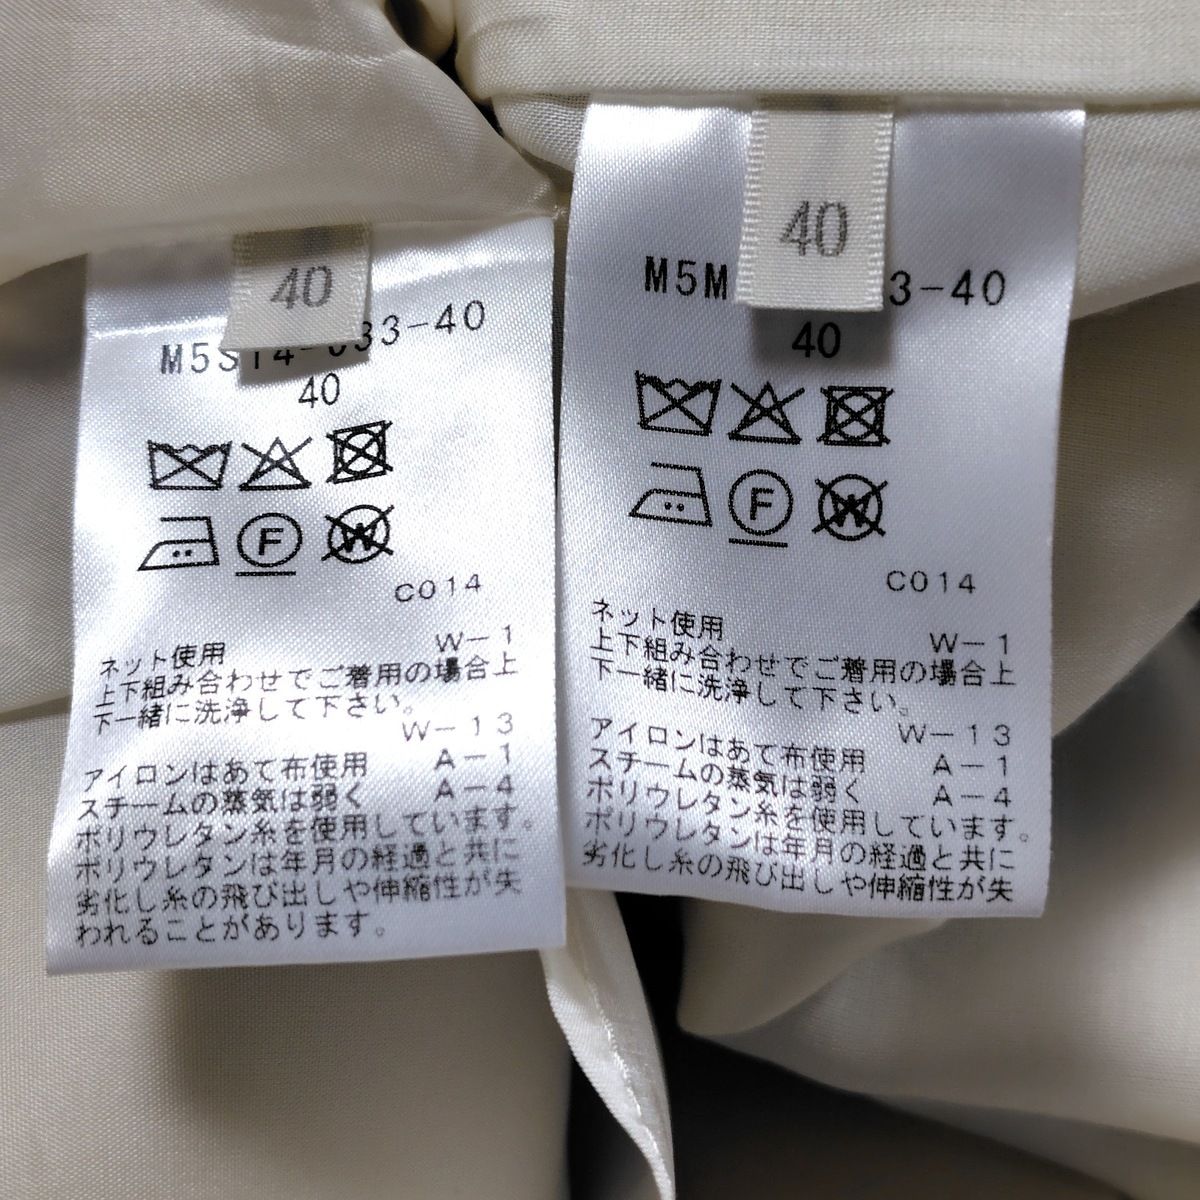 40
M5S14-033-40
40
F
W
C014
ネット使用 W-1
上下組み合わせでご着用の場合上
下一緒に洗浄して下さい。
W-13
アイロンはあて布使用 A-1
スチームの蒸気は弱く A-4
ポリウレタン糸を使用しています。
ポリウレタンは年月の経過と共に
劣化し糸の飛び出しや伸縮性が失
われることがあります。
40
M5M 3-40
40
F
W
C014
ネット使用 W-1
上下組み合わせでご着用の場合上
下一緒に洗浄して下さい。
W-13
アイロンはあて布使用 A-1
スチームの蒸気は弱く A-4
ポリウレタン糸を使用しています。
ポリウレタンは年月の経過と共に
劣化し糸の飛び出しや伸縮性が失